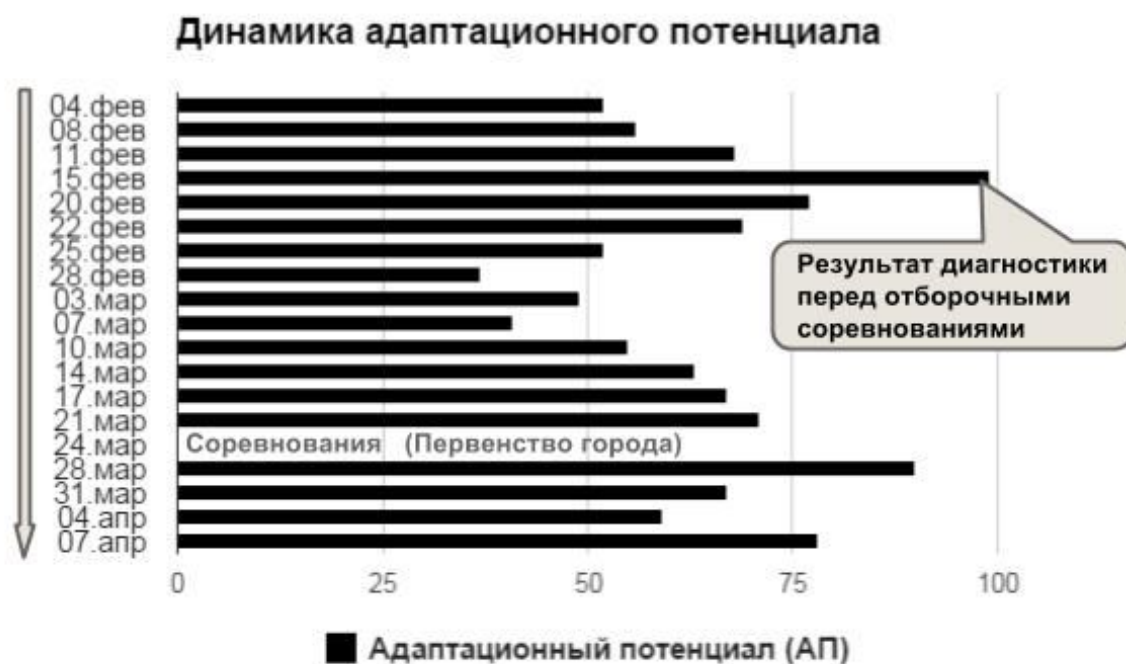 Динамика адаптационного потенциала
04.фев
08.фев
11.фев
15.фев
20.фев
22.фев
25.фев
28.фев
03.мар
07.мар
10.мар
14.мар
17.мар
21.мар
24.мар Соревнования (Первенство города)
28.мар
31.мар
04.апр
07.апр
Результат диагностики
перед отборочными
соревнованиями
0 25 50 75 100
Адаптационный потенциал (АП)